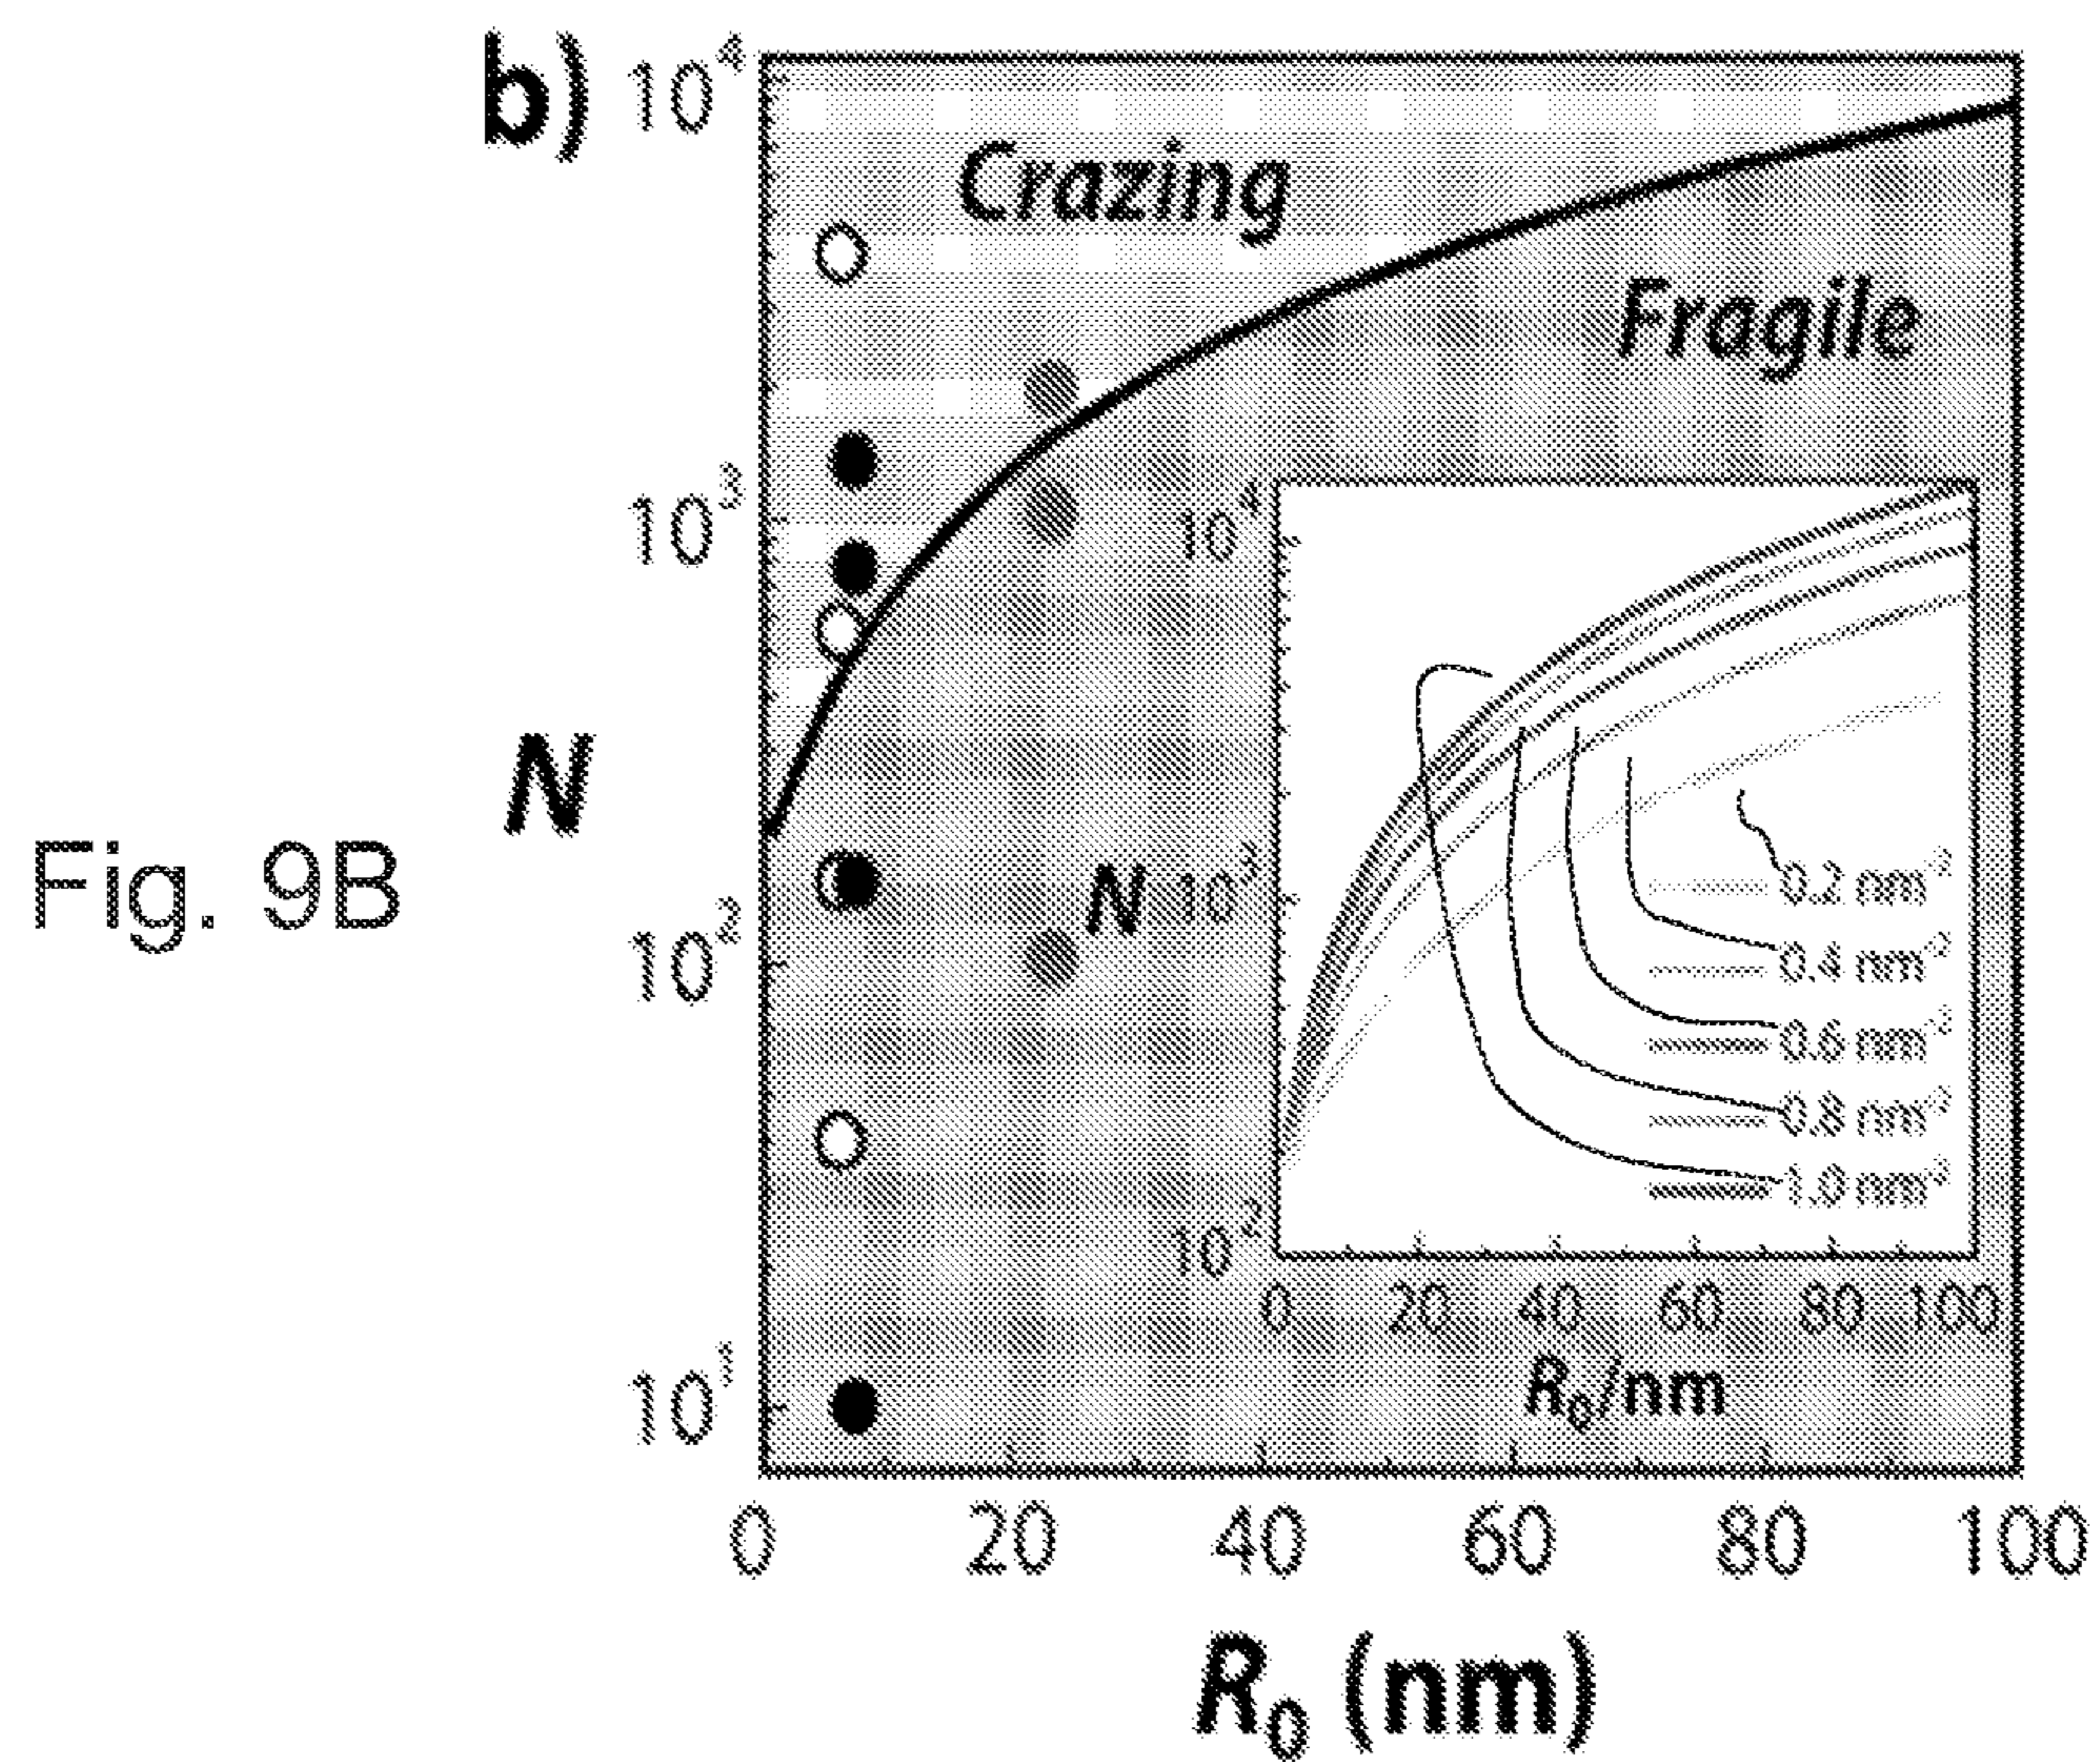 Fig. 9B
b)
N
10⁴
10³
10²
10¹
Crazing
Fragile
N
10⁴
10³
10²
0.2 nm⁻²
0.4 nm⁻²
0.6 nm⁻²
0.8 nm⁻²
1.0 nm⁻²
0 20 40 60 80 100
R₀/nm
0 20 40 60 80 100
R₀ (nm)